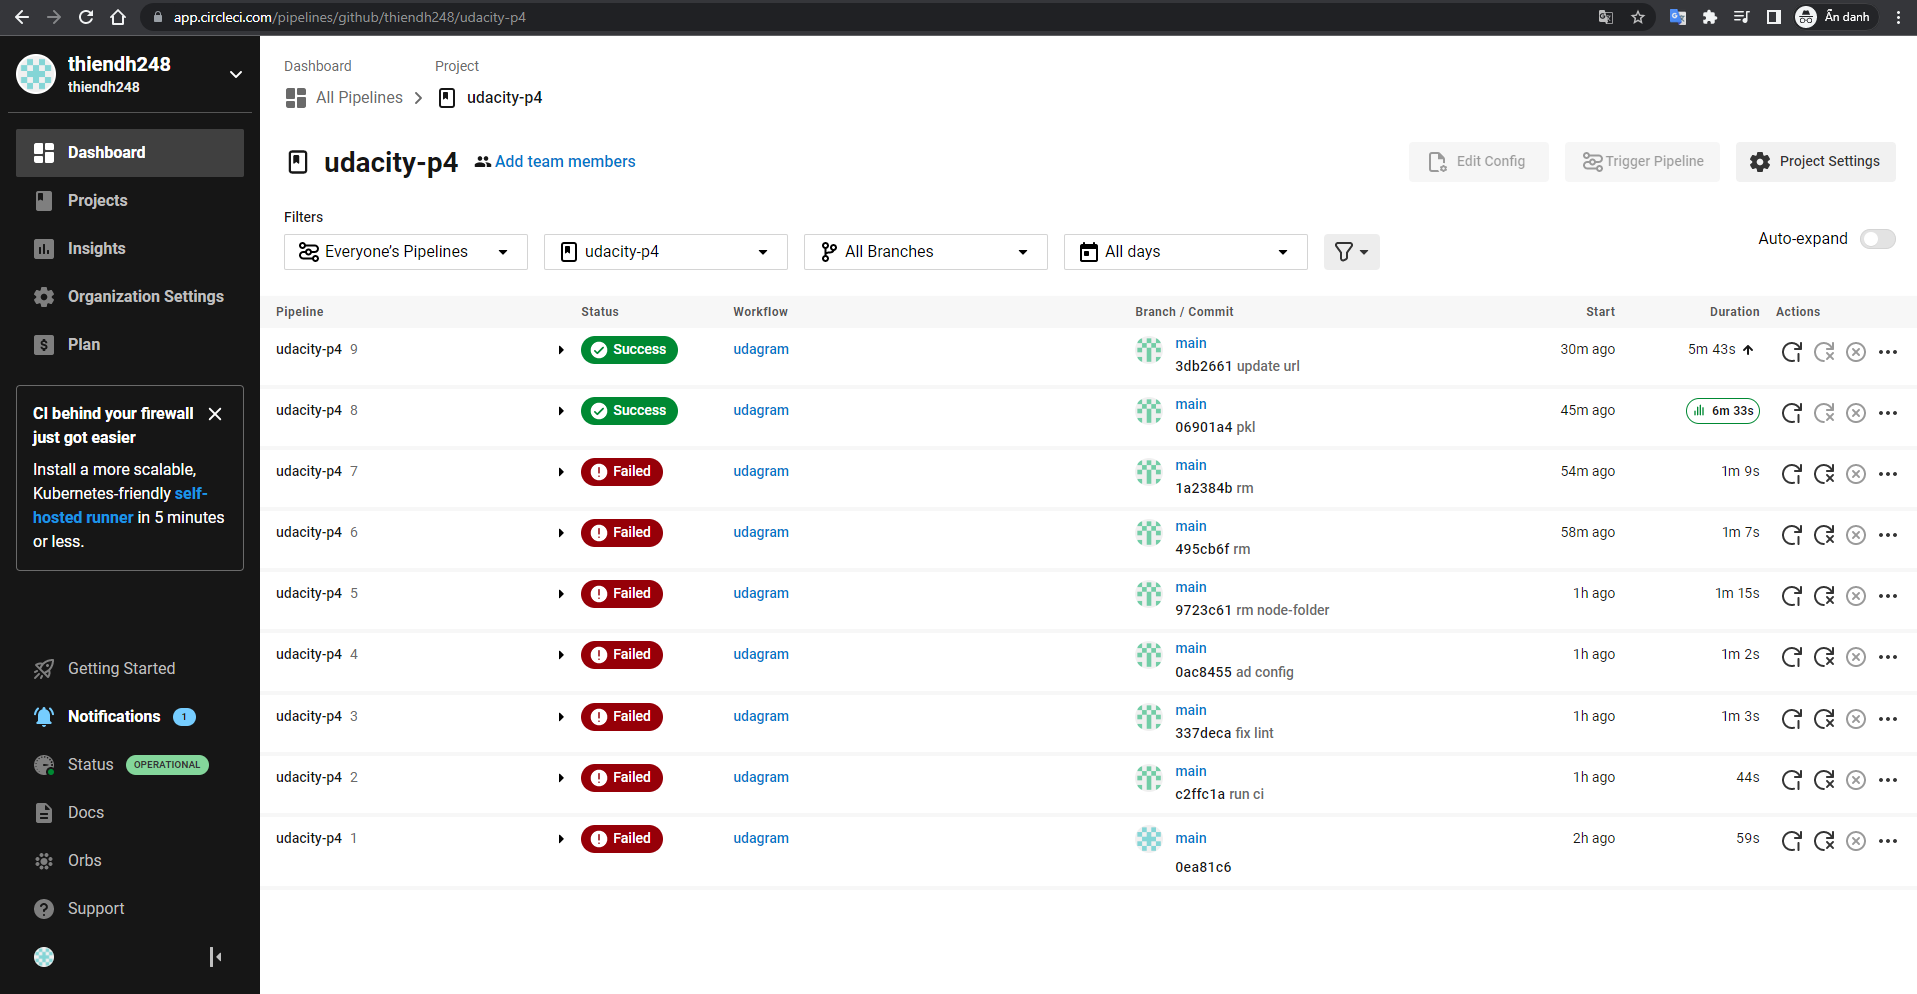 app.circleci.com/pipelines/github/thiendh248/udacity-p4
Ẩn danh
thiendh248
thiendh248
Dashboard
Projects
Insights
Organization Settings
Plan
CI behind your firewall
just got easier
Install a more scalable,
Kubernetes-friendly self-
hosted runner in 5 minutes
or less.
Getting Started
Notifications 1
Status OPERATIONAL
Docs
Orbs
Support
Dashboard Project
All Pipelines udacity-p4
udacity-p4 Add team members
Edit Config Trigger Pipeline Project Settings
Filters
Everyone’s Pipelines udacity-p4 All Branches All days
Auto-expand
Pipeline Status Workflow Branch / Commit Start Duration Actions
udacity-p4 9 Success udagram main 30m ago 5m 43s
3db2661 update url
udacity-p4 8 Success udagram main 45m ago 6m 33s
06901a4 pkl
udacity-p4 7 Failed udagram main 54m ago 1m 9s
1a2384b rm
udacity-p4 6 Failed udagram main 58m ago 1m 7s
495cb6f rm
udacity-p4 5 Failed udagram main 1h ago 1m 15s
9723c61 rm node-folder
udacity-p4 4 Failed udagram main 1h ago 1m 2s
0ac8455 ad config
udacity-p4 3 Failed udagram main 1h ago 1m 3s
337deca fix lint
udacity-p4 2 Failed udagram main 1h ago 44s
c2ffc1a run ci
udacity-p4 1 Failed udagram main 2h ago 59s
0ea81c6